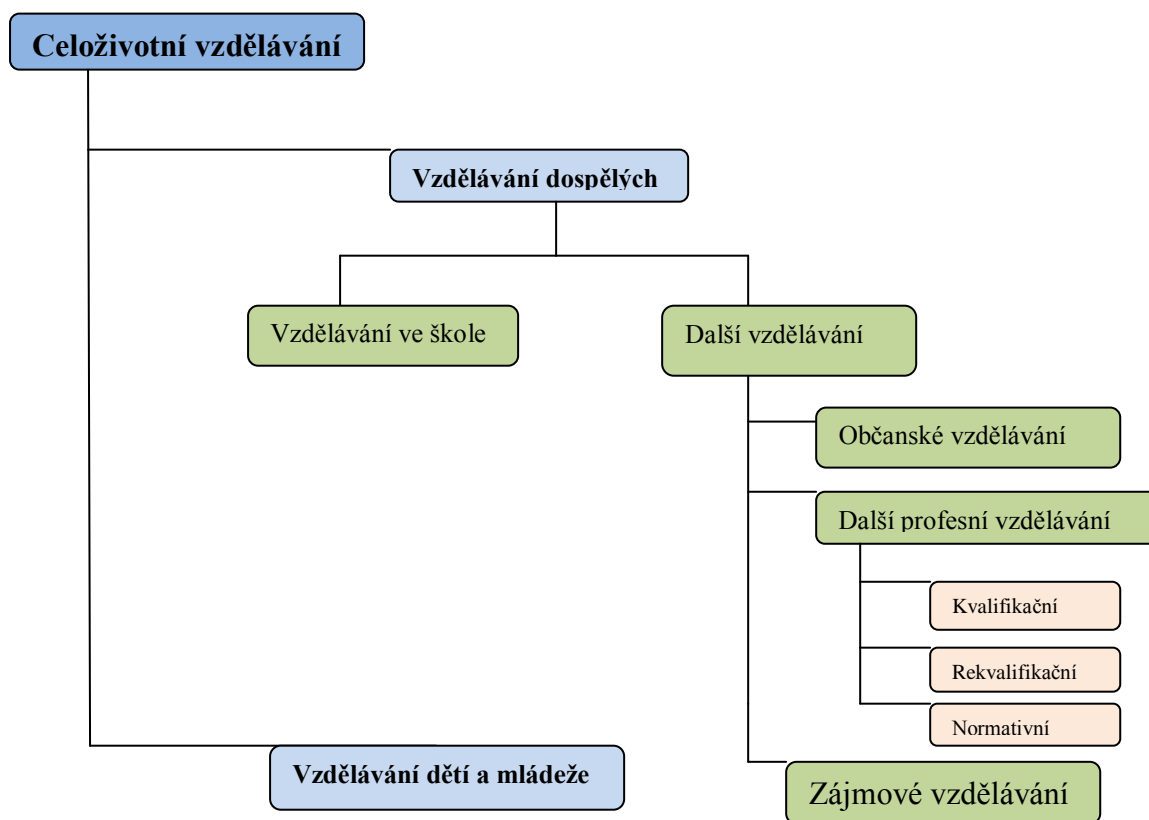 Celoživotní vzdělávání
Vzdělávání dospělých
Vzdělávání ve škole
Další vzdělávání
Občanské vzdělávání
Další profesní vzdělávání
Kvalifikační
Rekvalifikační
Normativní
Vzdělávání dětí a mládeže
Zájmové vzdělávání